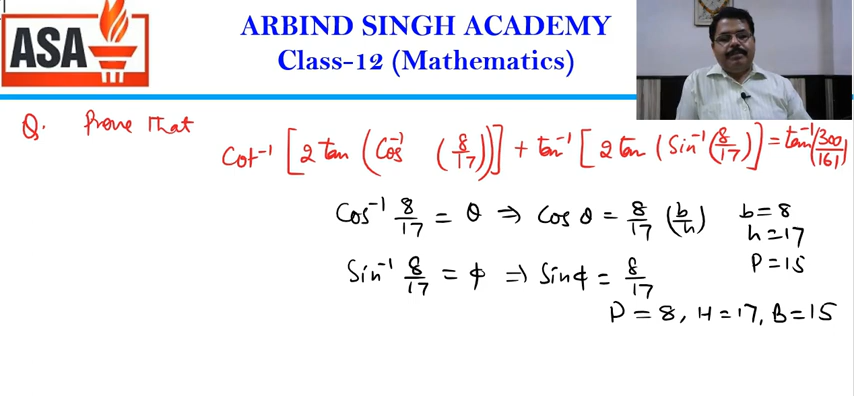 ASA
ARBIND SINGH ACADEMY
Class-12 (Mathematics)
Q. Prove That
Cot⁻¹ [2 tan (Cos⁻¹ (8/17))] + tan⁻¹ [2 tan (Sin⁻¹ (8/17)] = tan⁻¹ (300/161)
Cos⁻¹ 8/17 = θ ⇒ Cos θ = 8/17 (b/h) b = 8
h = 17
P = 15
Sin⁻¹ 8/17 = ϕ ⇒ Sinϕ = 8/17
P = 8, H = 17, B = 15